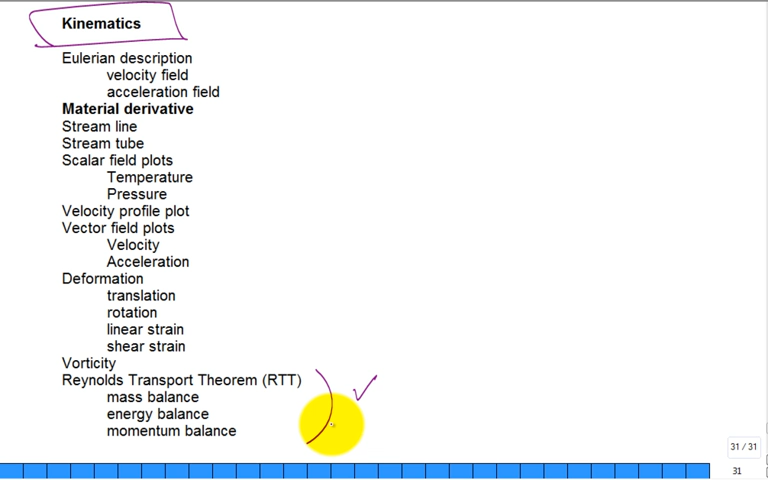 Kinematics
Eulerian description
velocity field
acceleration field
Material derivative
Stream line
Stream tube
Scalar field plots
Temperature
Pressure
Velocity profile plot
Vector field plots
Velocity
Acceleration
Deformation
translation
rotation
linear strain
shear strain
Vorticity
Reynolds Transport Theorem (RTT)
mass balance
energy balance
momentum balance
31 / 31
31